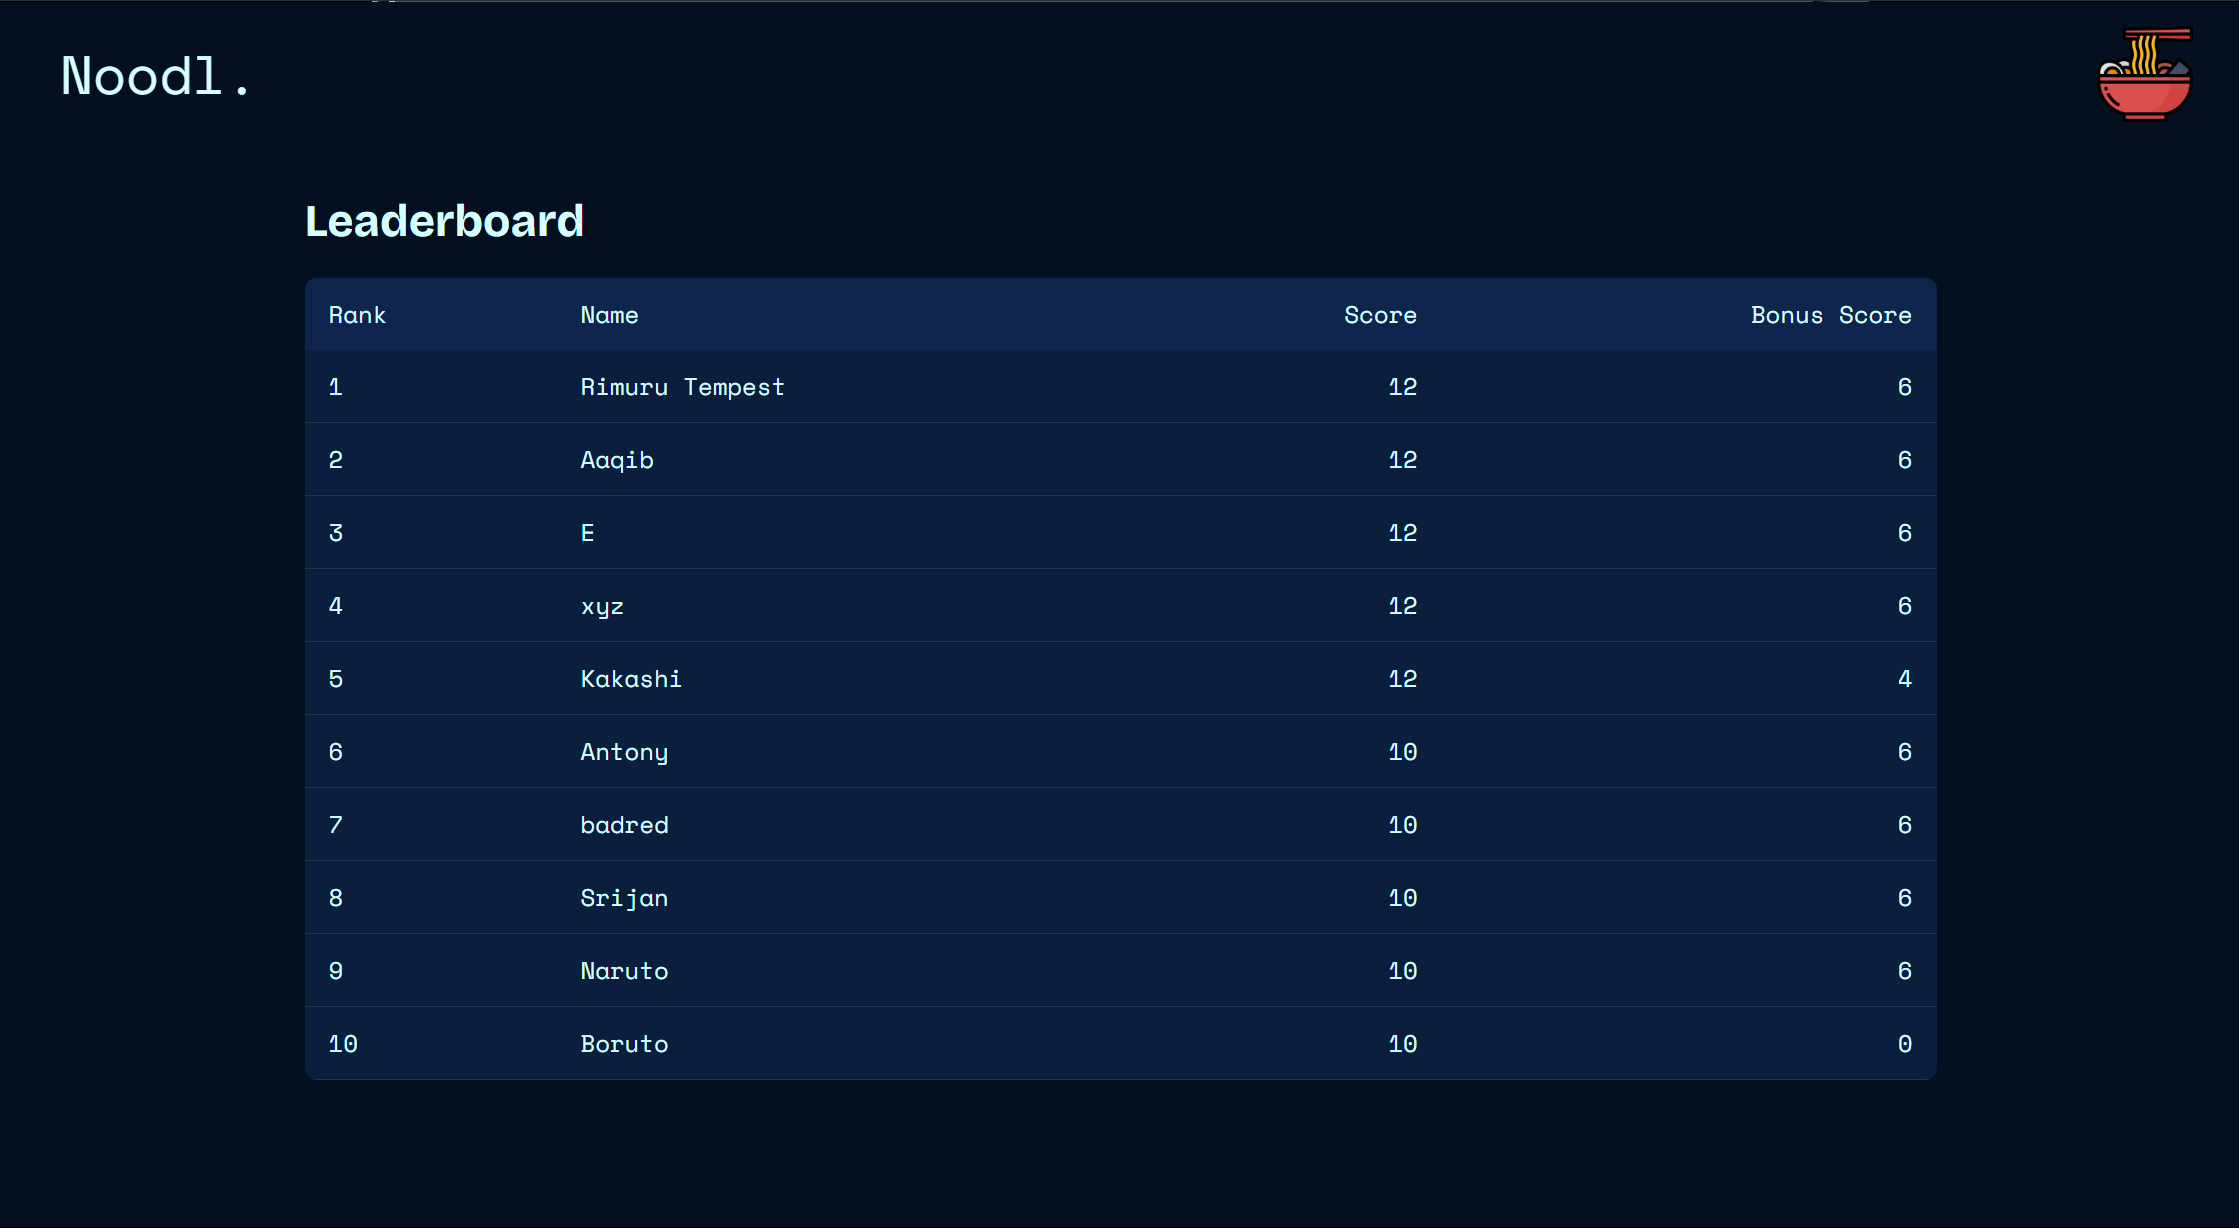 Noodl.
Leaderboard
Rank Name Score Bonus Score
1 Rimuru Tempest 12 6
2 Aaqib 12 6
3 E 12 6
4 xyz 12 6
5 Kakashi 12 4
6 Antony 10 6
7 badred 10 6
8 Srijan 10 6
9 Naruto 10 6
10 Boruto 10 0